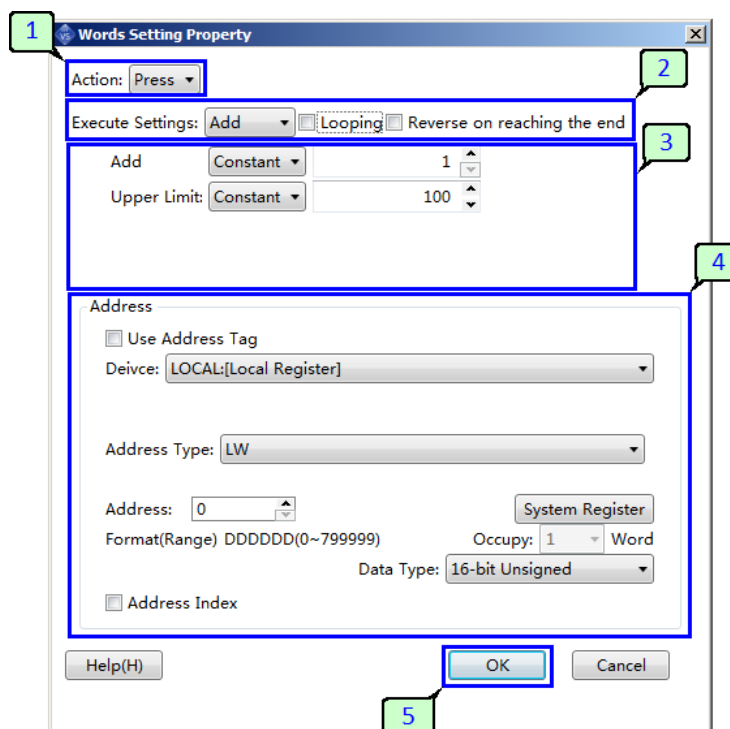 1
VS Words Setting Property
Action: Press
2
Execute Settings: Add Looping Reverse on reaching the end
3
Add Constant 1
Upper Limit: Constant 100
4
Address
Use Address Tag
Deivce: LOCAL:[Local Register]
Address Type: LW
Address: 0 System Register
Format(Range) DDDDDD(0~799999) Occupy: 1 Word
Data Type: 16-bit Unsigned
Address Index
Help(H) OK Cancel
5